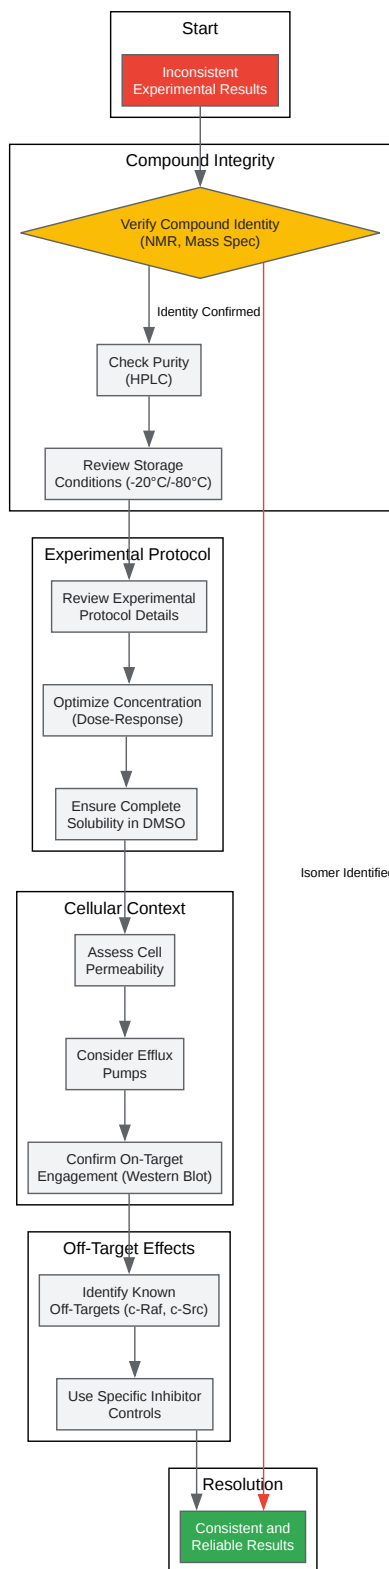 Start
Inconsistent
Experimental Results
Compound Integrity
Verify Compound Identity
(NMR, Mass Spec)
Identity Confirmed
Check Purity
(HPLC)
Review Storage
Conditions (-20°C/-80°C)
Experimental Protocol
Review Experimental
Protocol Details
Optimize Concentration
(Dose-Response)
Ensure Complete
Solubility in DMSO
Isomer Identified
Cellular Context
Assess Cell
Permeability
Consider Efflux
Pumps
Confirm On-Target
Engagement (Western Blot)
Off-Target Effects
Identify Known
Off-Targets (c-Raf, c-Src)
Use Specific Inhibitor
Controls
Resolution
Consistent and
Reliable Results